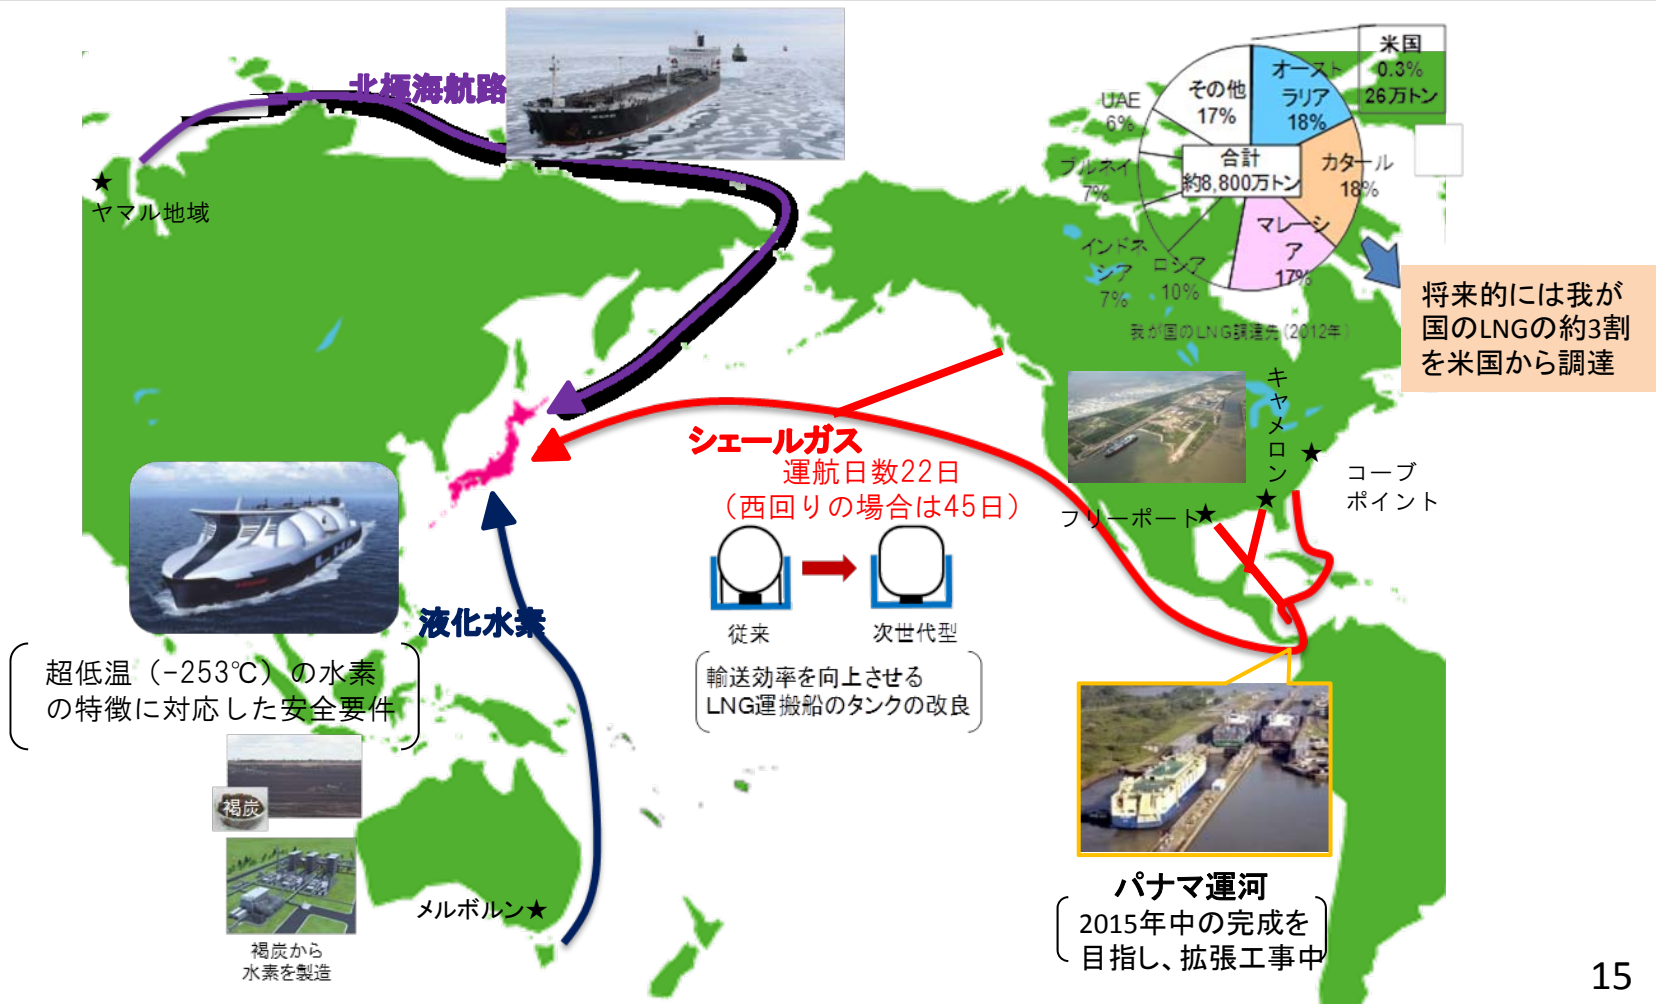 北極海航路
ヤマル地域
米国
0.3%
26万トン
オースト
ラリア
18%
その他
17%
UAE
6%
合計
約8,800万トン
カタール
18%
ブルネイ
7%
マレーシ
ア
17%
インドネ
シア
7%
ロシア
10%
我が国のLNG調達先(2012年)
将来的には我が
国のLNGの約3割
を米国から調達
シェールガス
運航日数22日
(西回りの場合は45日)
キャメロン
コーブ
ポイント
フリーポート
従来
次世代型
輸送効率を向上させる
LNG運搬船のタンクの改良
液化水素
超低温(-253℃)の水素
の特徴に対応した安全要件
褐炭
褐炭から
水素を製造
メルボルン
パナマ運河
2015年中の完成を
目指し、拡張工事中
15